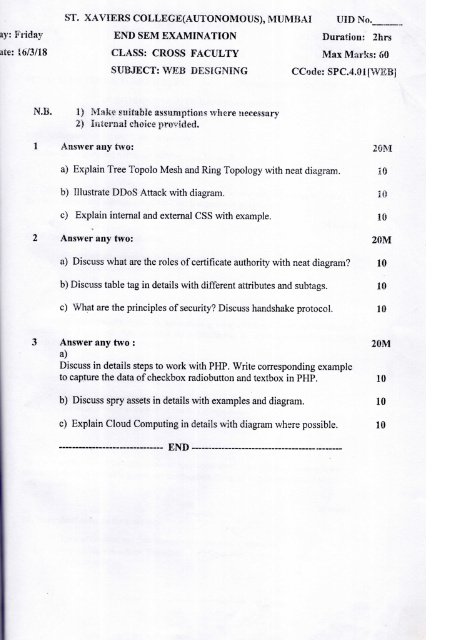 ST. XAVIERS COLLEGE(AUTONOMOUS), MUMBAI UID No.______
ay: Friday END SEM EXAMINATION Duration: 2hrs
ate: 16/3/18 CLASS: CROSS FACULTY Max Marks: 60
SUBJECT: WEB DESIGNING CCode: SPC.4.01[WEB]
N.B. 1) Make suitable assumptions where necessary
2) Internal choice provided.
1 Answer any two: 20M
a) Explain Tree Topolo Mesh and Ring Topology with neat diagram. 10
b) Illustrate DDoS Attack with diagram. 10
c) Explain internal and external CSS with example. 10
2 Answer any two: 20M
a) Discuss what are the roles of certificate authority with neat diagram? 10
b) Discuss table tag in details with different attributes and subtags. 10
c) What are the principles of security? Discuss handshake protocol. 10
3 Answer any two : 20M
a)
Discuss in details steps to work with PHP. Write corresponding example
to capture the data of checkbox radiobutton and textbox in PHP. 10
b) Discuss spry assets in details with examples and diagram. 10
c) Explain Cloud Computing in details with diagram where possible. 10
------------------------------ END -------------------------------------------